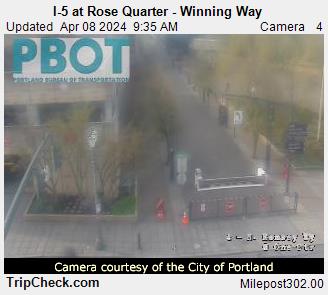 I-5 at Rose Quarter - Winning Way
Updated Apr 08 2024 9:35 AM Camera 4
PBOT
PORTLAND BUREAU OF TRANSPORTATION
Camera courtesy of the City of Portland
TripCheck.com Milepost302.00